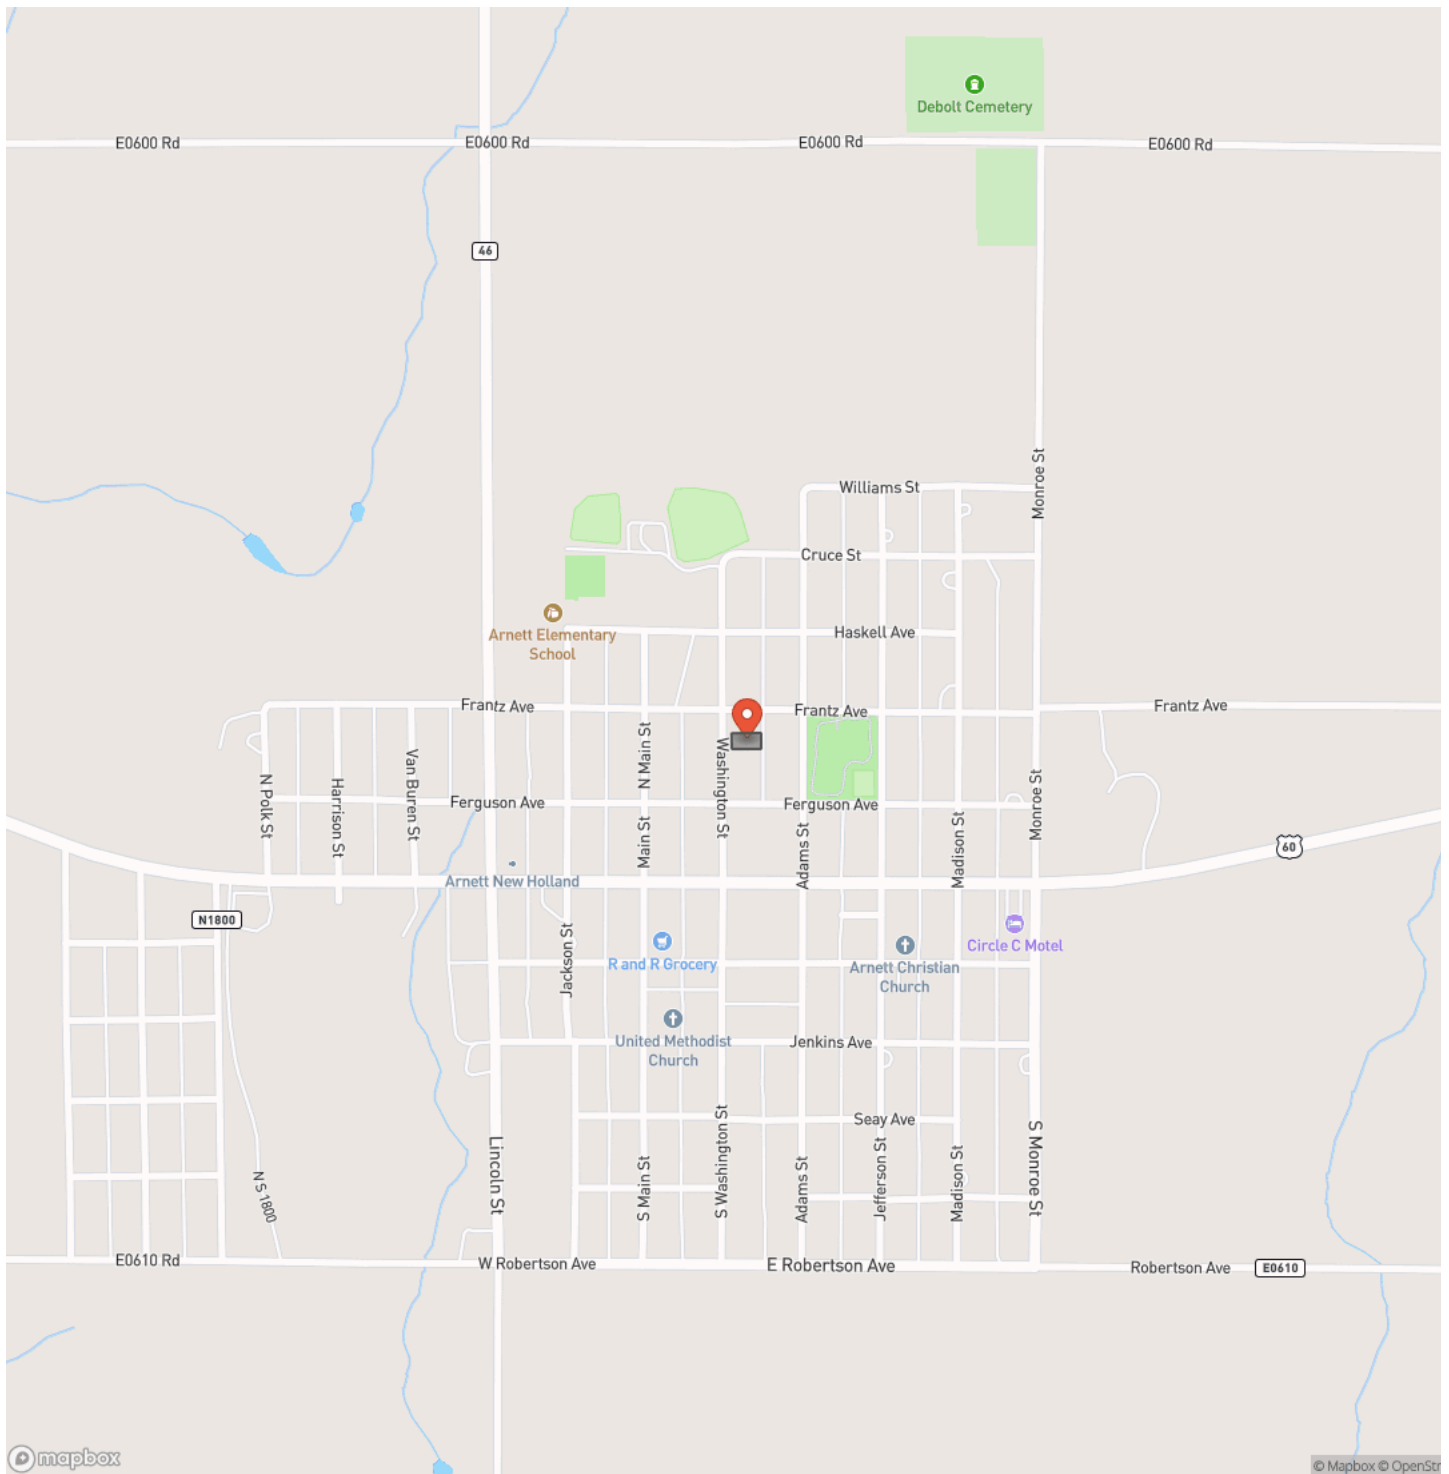 Debolt Cemetery
E0600 Rd
E0600 Rd
E0600 Rd
E0600 Rd
46
Monroe St
Williams St
Cruce St
Haskell Ave
Arnett Elementary
School
Frantz Ave
Frantz Ave
Frantz Ave
N Main St
Washington St
Van Buren St
N Polk St
Harrison St
Monroe St
Ferguson Ave
Ferguson Ave
Main St
Adams St
Madison St
60
Arnett New Holland
N1800
Jackson St
R and R Grocery
Arnett Christian
Church
Circle C Motel
United Methodist
Church
Jenkins Ave
Seay Ave
Lincoln St
S Washington St
S Main St
Adams St
Jefferson St
Madison St
S Monroe St
N S 1800
E0610 Rd
W Robertson Ave
E Robertson Ave
Robertson Ave
E0610
mapbox
© Mapbox © OpenStr